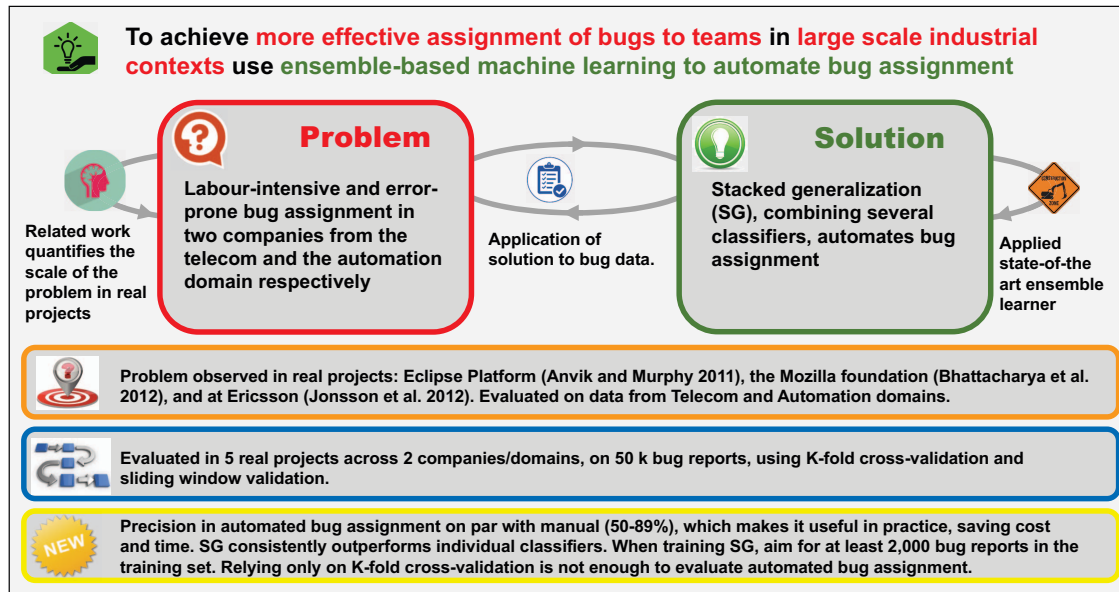 To achieve more effective assignment of bugs to teams in large scale industrial
contexts use ensemble-based machine learning to automate bug assignment
Problem
Labour-intensive and error-
prone bug assignment in
two companies from the
telecom and the automation
domain respectively
Solution
Stacked generalization
(SG), combining several
classifiers, automates bug
assignment
Related work
quantifies the
scale of the
problem in real
projects
Application of
solution to bug data.
CONSTRUCTION
ZONE
Applied
state-of-the
art ensemble
learner
Problem observed in real projects: Eclipse Platform (Anvik and Murphy 2011), the Mozilla foundation (Bhattacharya et al.
2012), and at Ericsson (Jonsson et al. 2012). Evaluated on data from Telecom and Automation domains.
Evaluated in 5 real projects across 2 companies/domains, on 50 k bug reports, using K-fold cross-validation and
sliding window validation.
NEW
Precision in automated bug assignment on par with manual (50-89%), which makes it useful in practice, saving cost
and time. SG consistently outperforms individual classifiers. When training SG, aim for at least 2,000 bug reports in the
training set. Relying only on K-fold cross-validation is not enough to evaluate automated bug assignment.